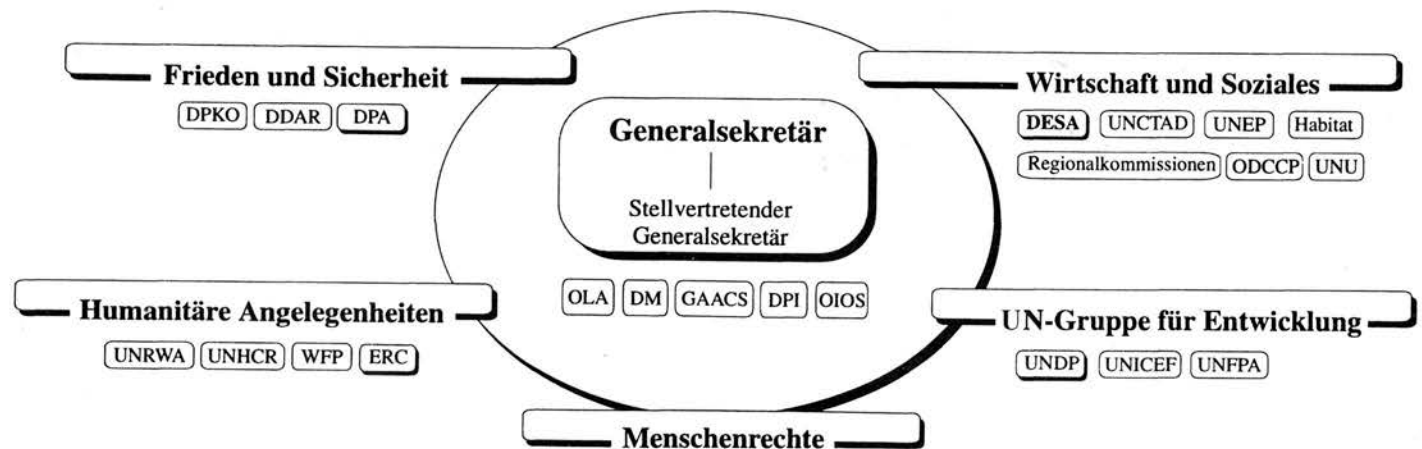 Frieden und Sicherheit
DPKO DDAR DPA
Wirtschaft und Soziales
DESA UNCTAD UNEP Habitat
Regionalkommissionen ODCCP UNU
Generalsekretär
Stellvertretender
Generalsekretär
OLA DM GAACS DPI OIOS
Humanitäre Angelegenheiten
UNRWA UNHCR WFP ERC
UN-Gruppe für Entwicklung
UNDP UNICEF UNFPA
Menschenrechte